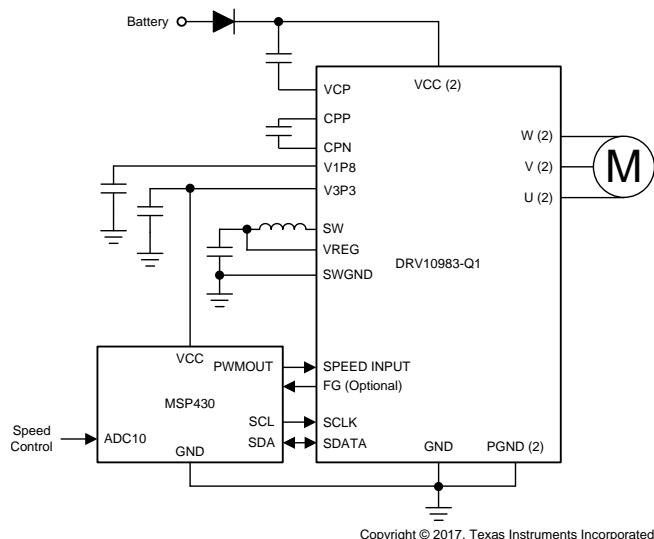 Battery
VCP
VCC (2)
CPP
CPN
V1P8
V3P3
SW
VREG
SWGND
DRV10983-Q1
W (2)
V (2)
U (2)
M
VCC
PWMOUT
SPEED INPUT
FG (Optional)
MSP430
SCL
SCLK
SDA
SDATA
Speed
Control
ADC10
GND
GND
PGND (2)
Copyright © 2017, Texas Instruments Incorporated